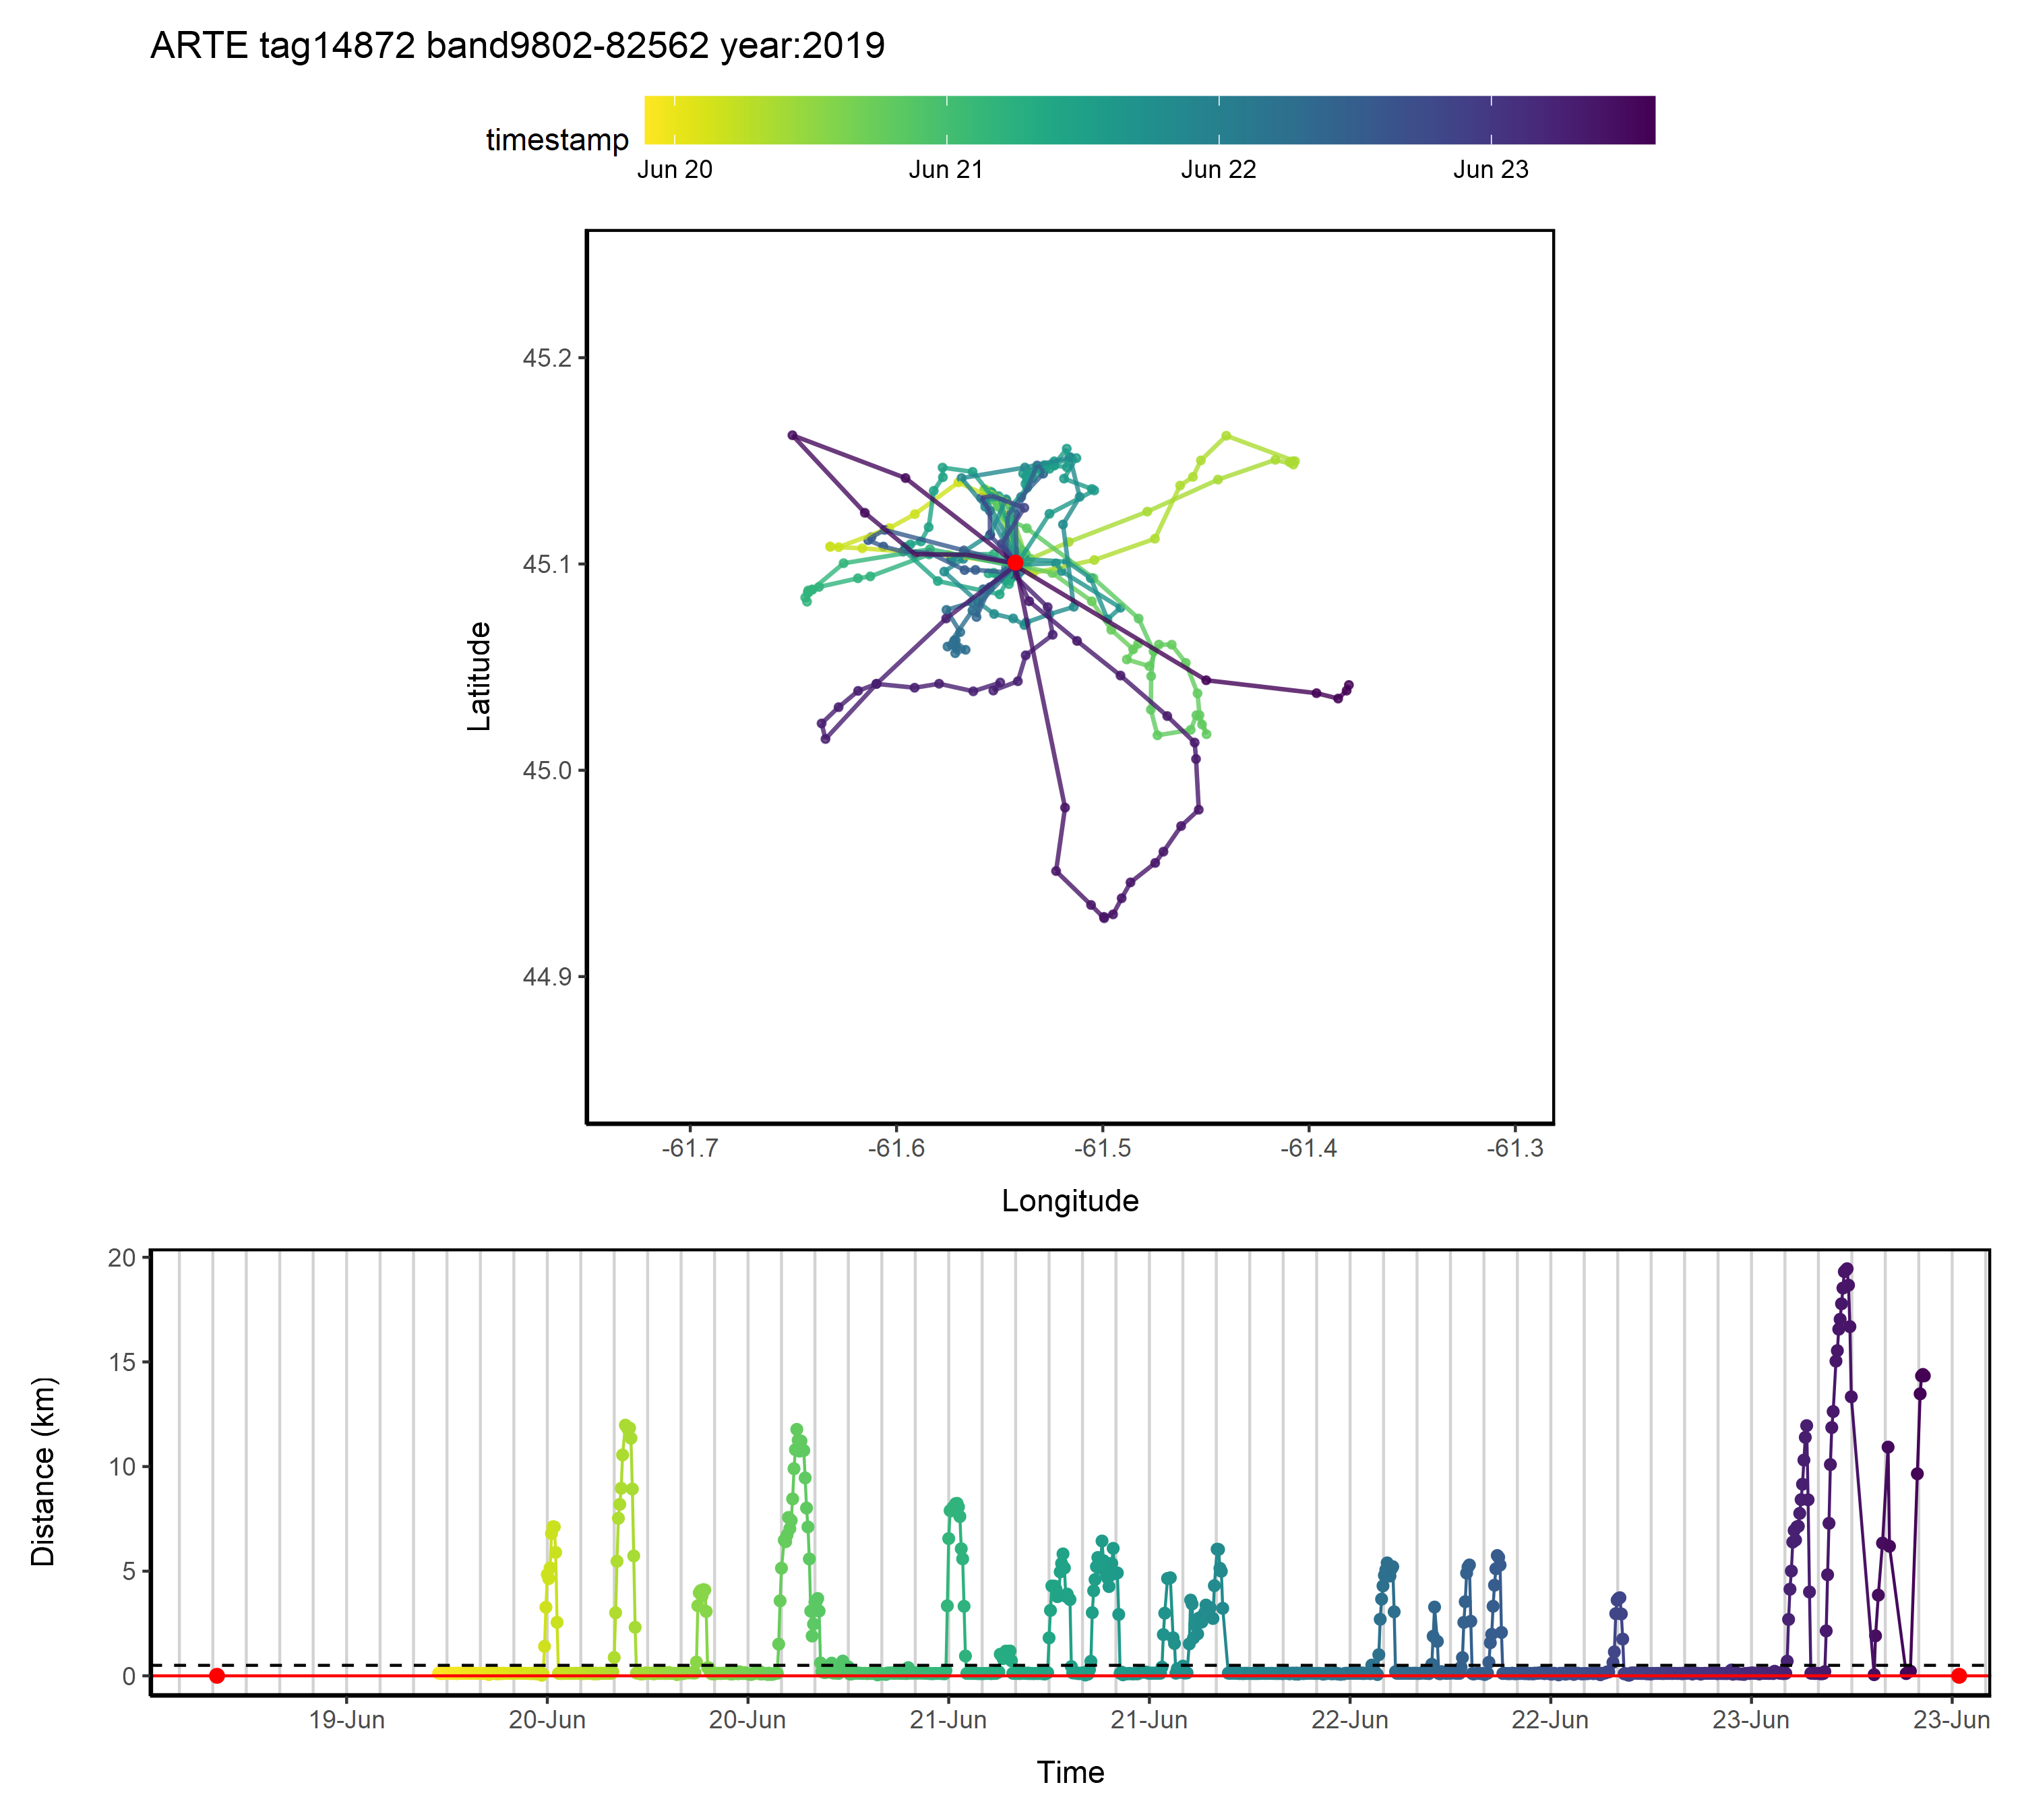 ARTE tag14872 band9802-82562 year:2019
timestamp
Jun 20 Jun 21 Jun 22 Jun 23
45.2
45.1
45.0
44.9
Latitude
-61.7 -61.6 -61.5 -61.4 -61.3
Longitude
20
15
10
5
0
Distance (km)
19-Jun 20-Jun 20-Jun 21-Jun 21-Jun 22-Jun 22-Jun 23-Jun 23-Jun
Time